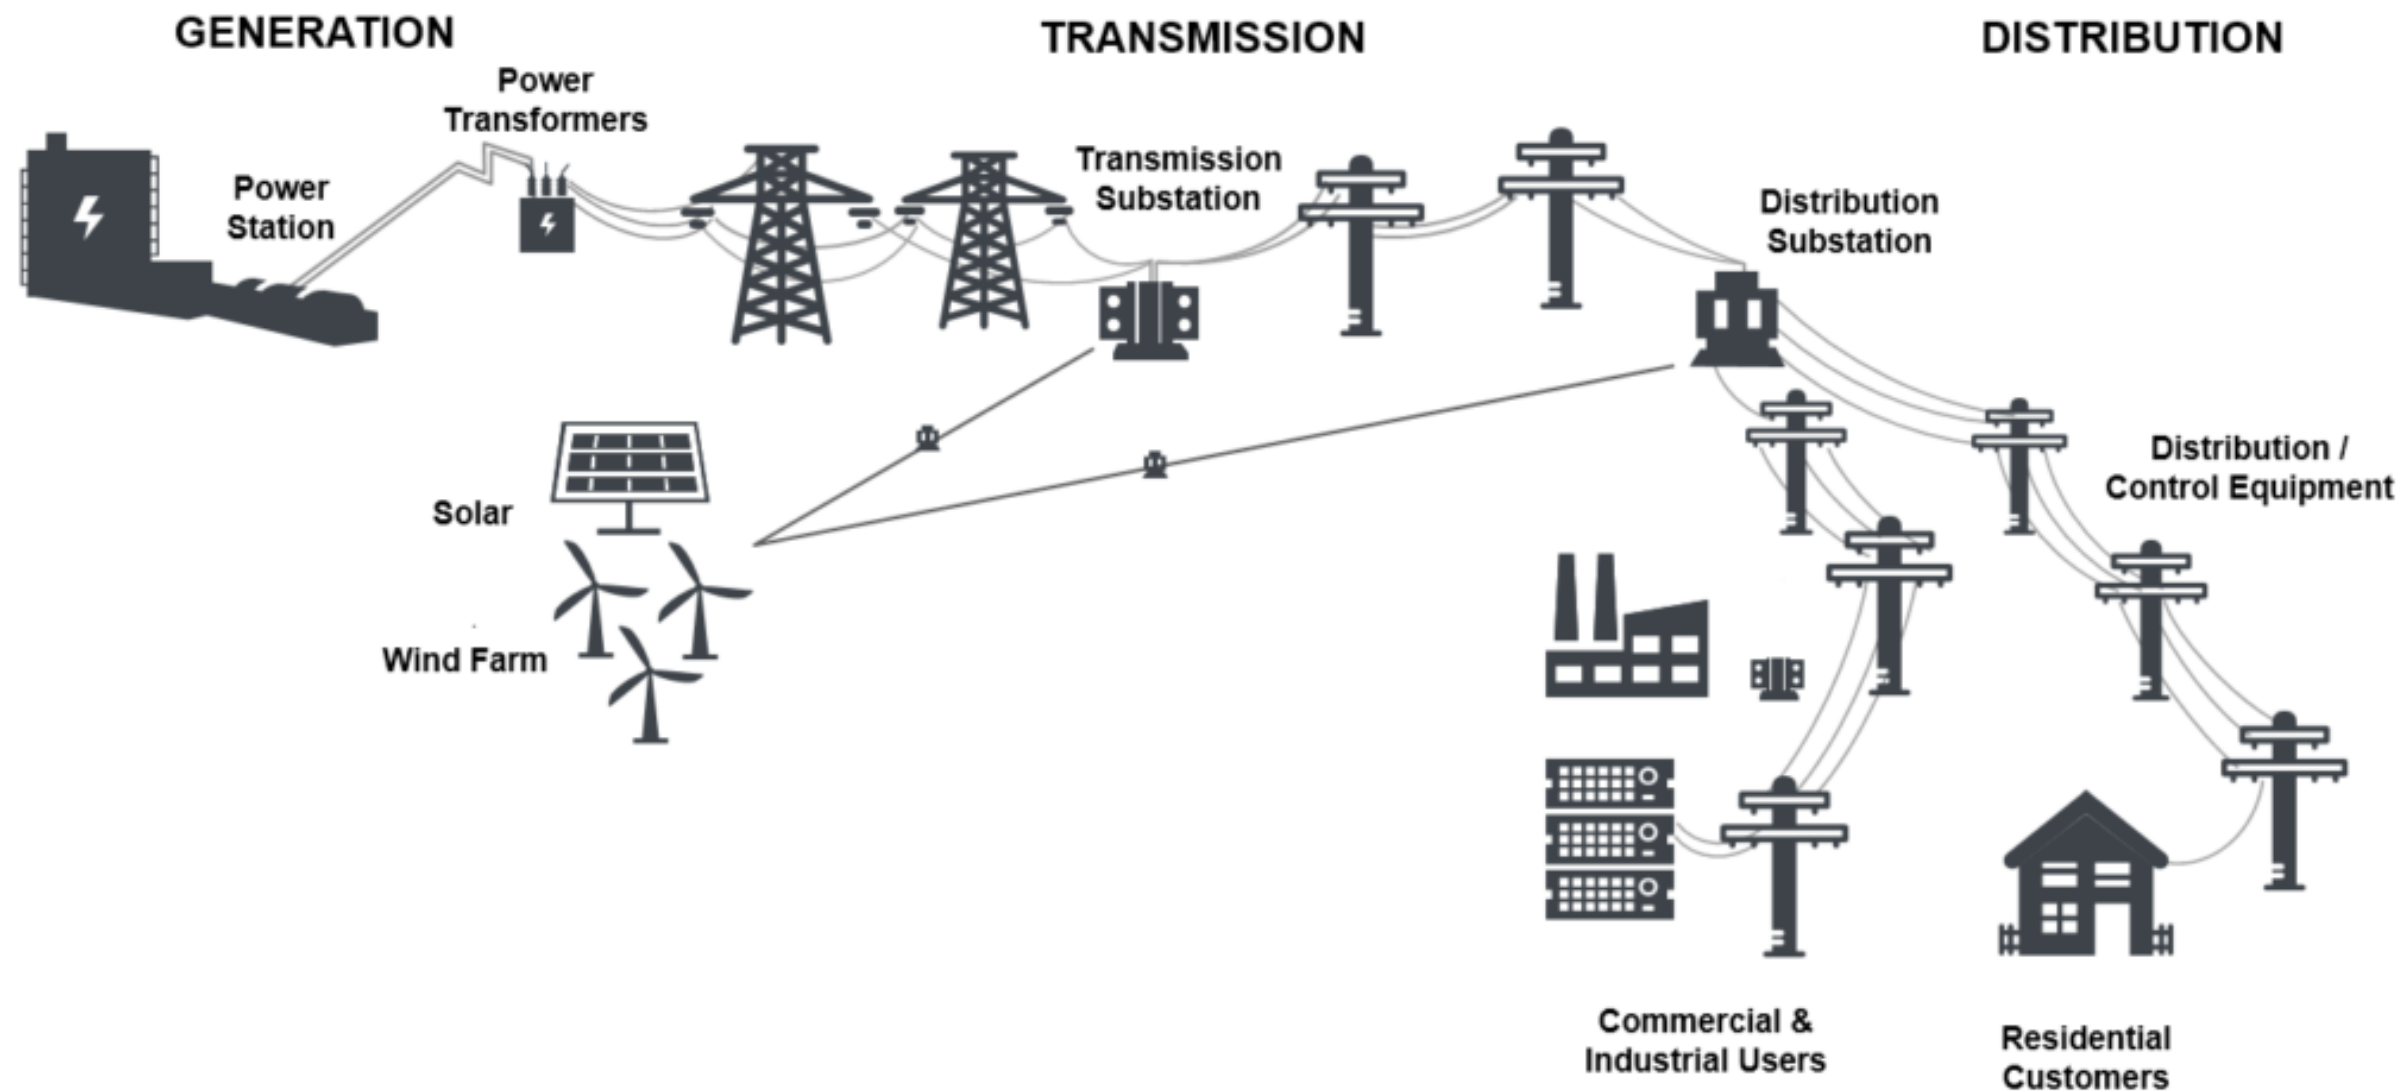 GENERATION
TRANSMISSION
DISTRIBUTION
Power
Transformers
Power
Station
Transmission
Substation
Distribution
Substation
Distribution /
Control Equipment
Solar
Wind Farm
Commercial &
Industrial Users
Residential
Customers